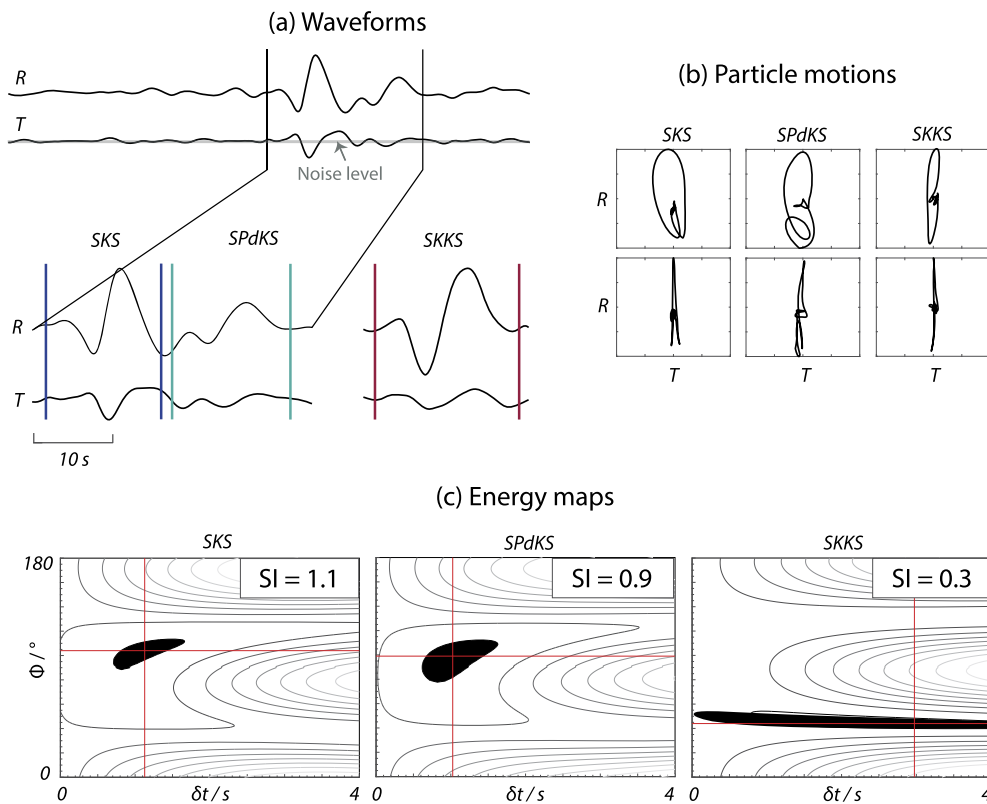 (a) Waveforms
R
T
Noise level
SKS
SPdKS
SKKS
R
T
10 s
(b) Particle motions
SKS
SPdKS
SKKS
R
R
T
T
T
(c) Energy maps
SKS
SPdKS
SKKS
180
SI = 1.1
SI = 0.9
SI = 0.3
Φ / °
0
0
δt / s
4
0
δt / s
4
0
δt / s
4